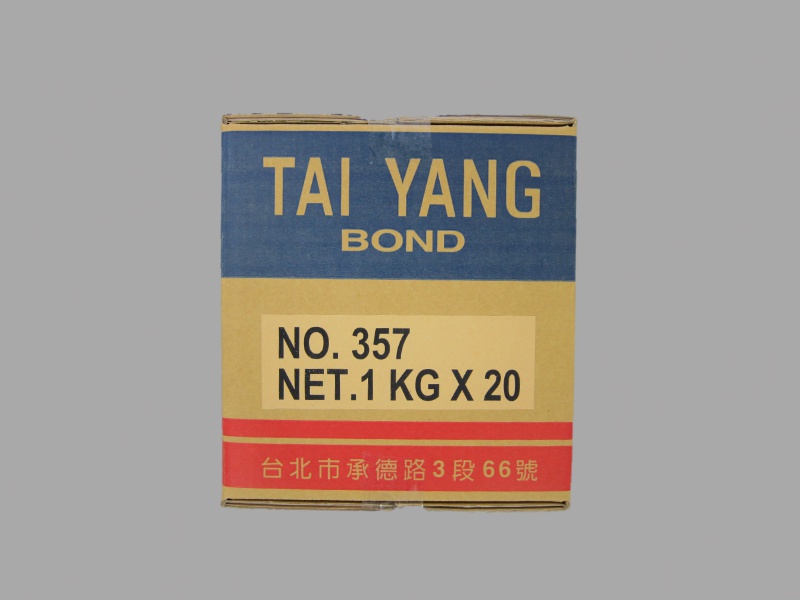 TAI YANG
BOND
NO. 357
NET.1 KG X 20
台北市承德路3段66號